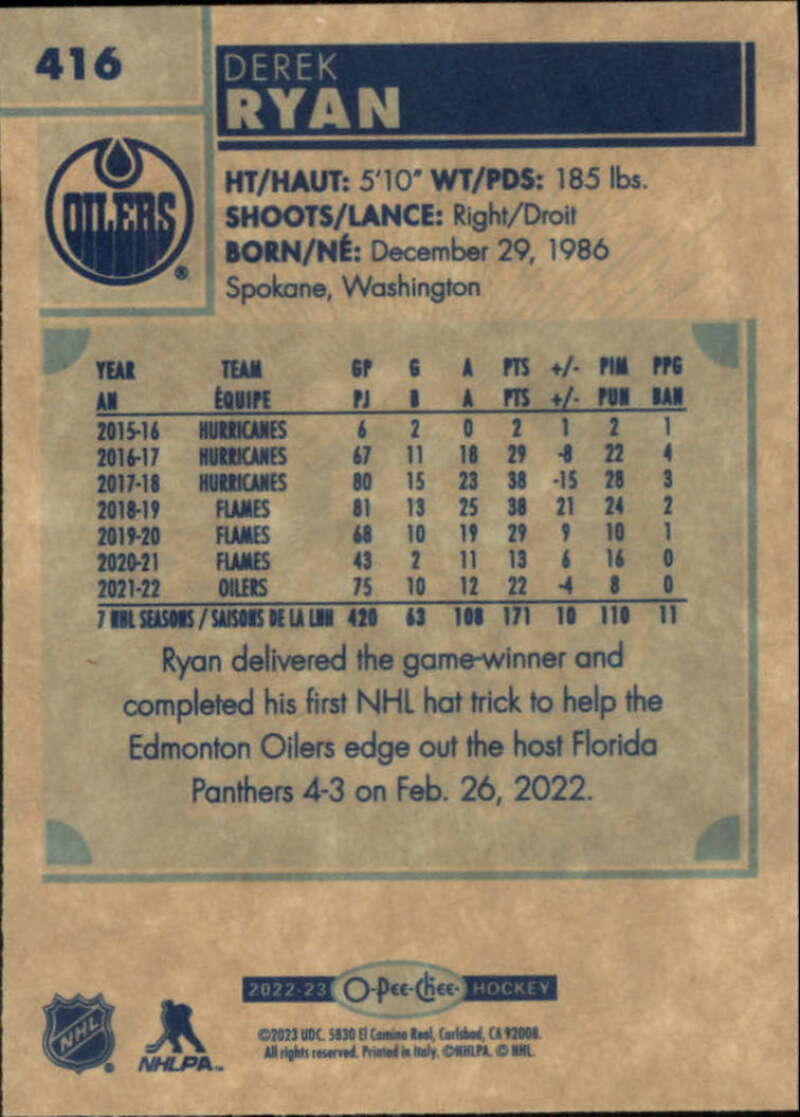 416
DEREK
RYAN
OILERS
®
HT/HAUT: 5'10" WT/PDS: 185 lbs.
SHOOTS/LANCE: Right/Droit
BORN/NÉ: December 29, 1986
Spokane, Washington
YEAR TEAM GP G A PTS +/- PIM PPG
AN ÉQUIPE PJ B A PTS +/- PUN BAN
2015-16 HURRICANES 6 2 0 2 1 2 1
2016-17 HURRICANES 67 11 18 29 -8 22 4
2017-18 HURRICANES 80 15 23 38 -15 28 3
2018-19 FLAMES 81 13 25 38 21 24 2
2019-20 FLAMES 68 10 19 29 9 10 1
2020-21 FLAMES 43 2 11 13 6 16 0
2021-22 OILERS 75 10 12 22 -4 8 0
7 NHL SEASONS / SAISONS DE LA LNH 420 63 108 171 10 110 11
Ryan delivered the game-winner and
completed his first NHL hat trick to help the
Edmonton Oilers edge out the host Florida
Panthers 4-3 on Feb. 26, 2022.
2022-23 O-Pee-Chee HOCKEY
NHL
NHLPA™
©2023 UDC. 5830 El Camino Real, Carlsbad, CA 92008.
All rights reserved. Printed in Italy. ©NHLPA. © NHL.